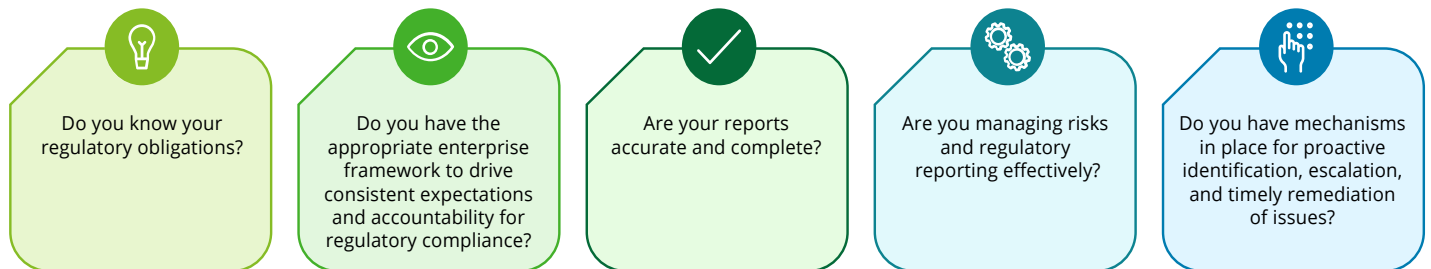 Do you know your
regulatory obligations?
Do you have the
appropriate enterprise
framework to drive
consistent expectations
and accountability for
regulatory compliance?
Are your reports
accurate and complete?
Are you managing risks
and regulatory
reporting effectively?
Do you have mechanisms
in place for proactive
identification, escalation,
and timely remediation
of issues?